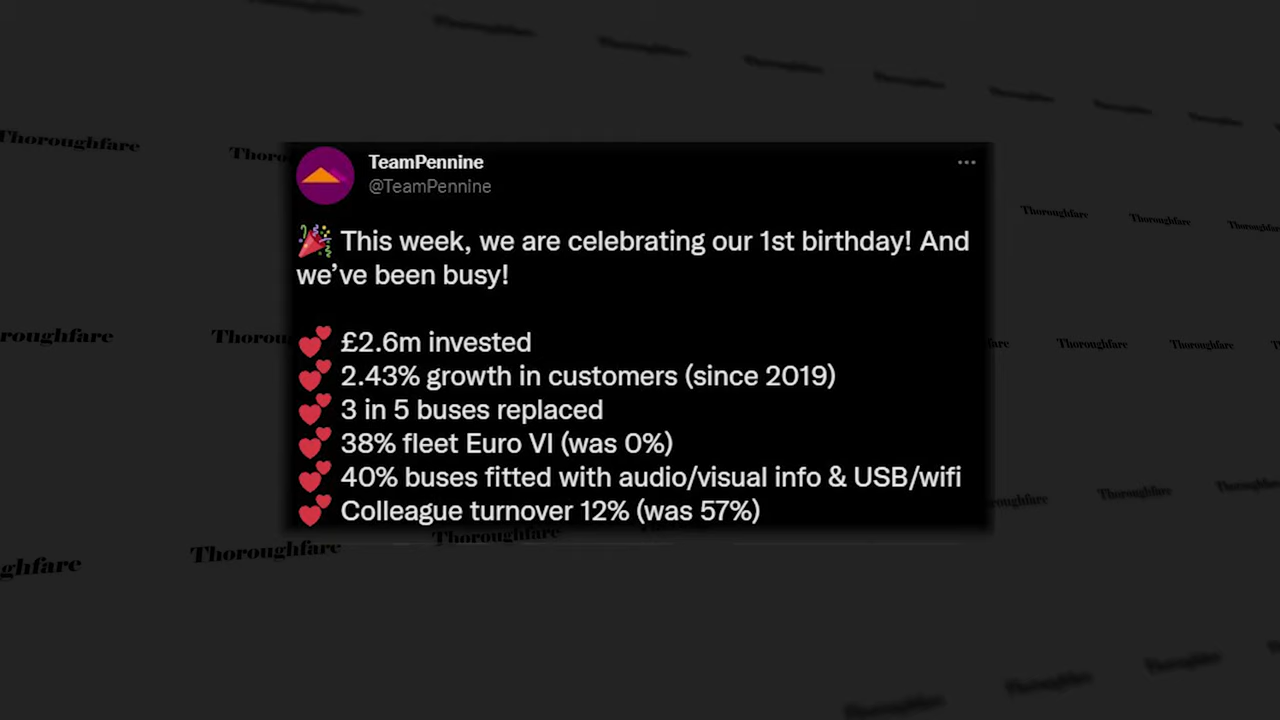 Thoroughfare
TeamPennine
@TeamPennine
🎉 This week, we are celebrating our 1st birthday! And
we've been busy!
💕 £2.6m invested
💕 2.43% growth in customers (since 2019)
💕 3 in 5 buses replaced
💕 38% fleet Euro VI (was 0%)
💕 40% buses fitted with audio/visual info & USB/wifi
💕 Colleague turnover 12% (was 57%)
Thoroughfare
Thoroughfare